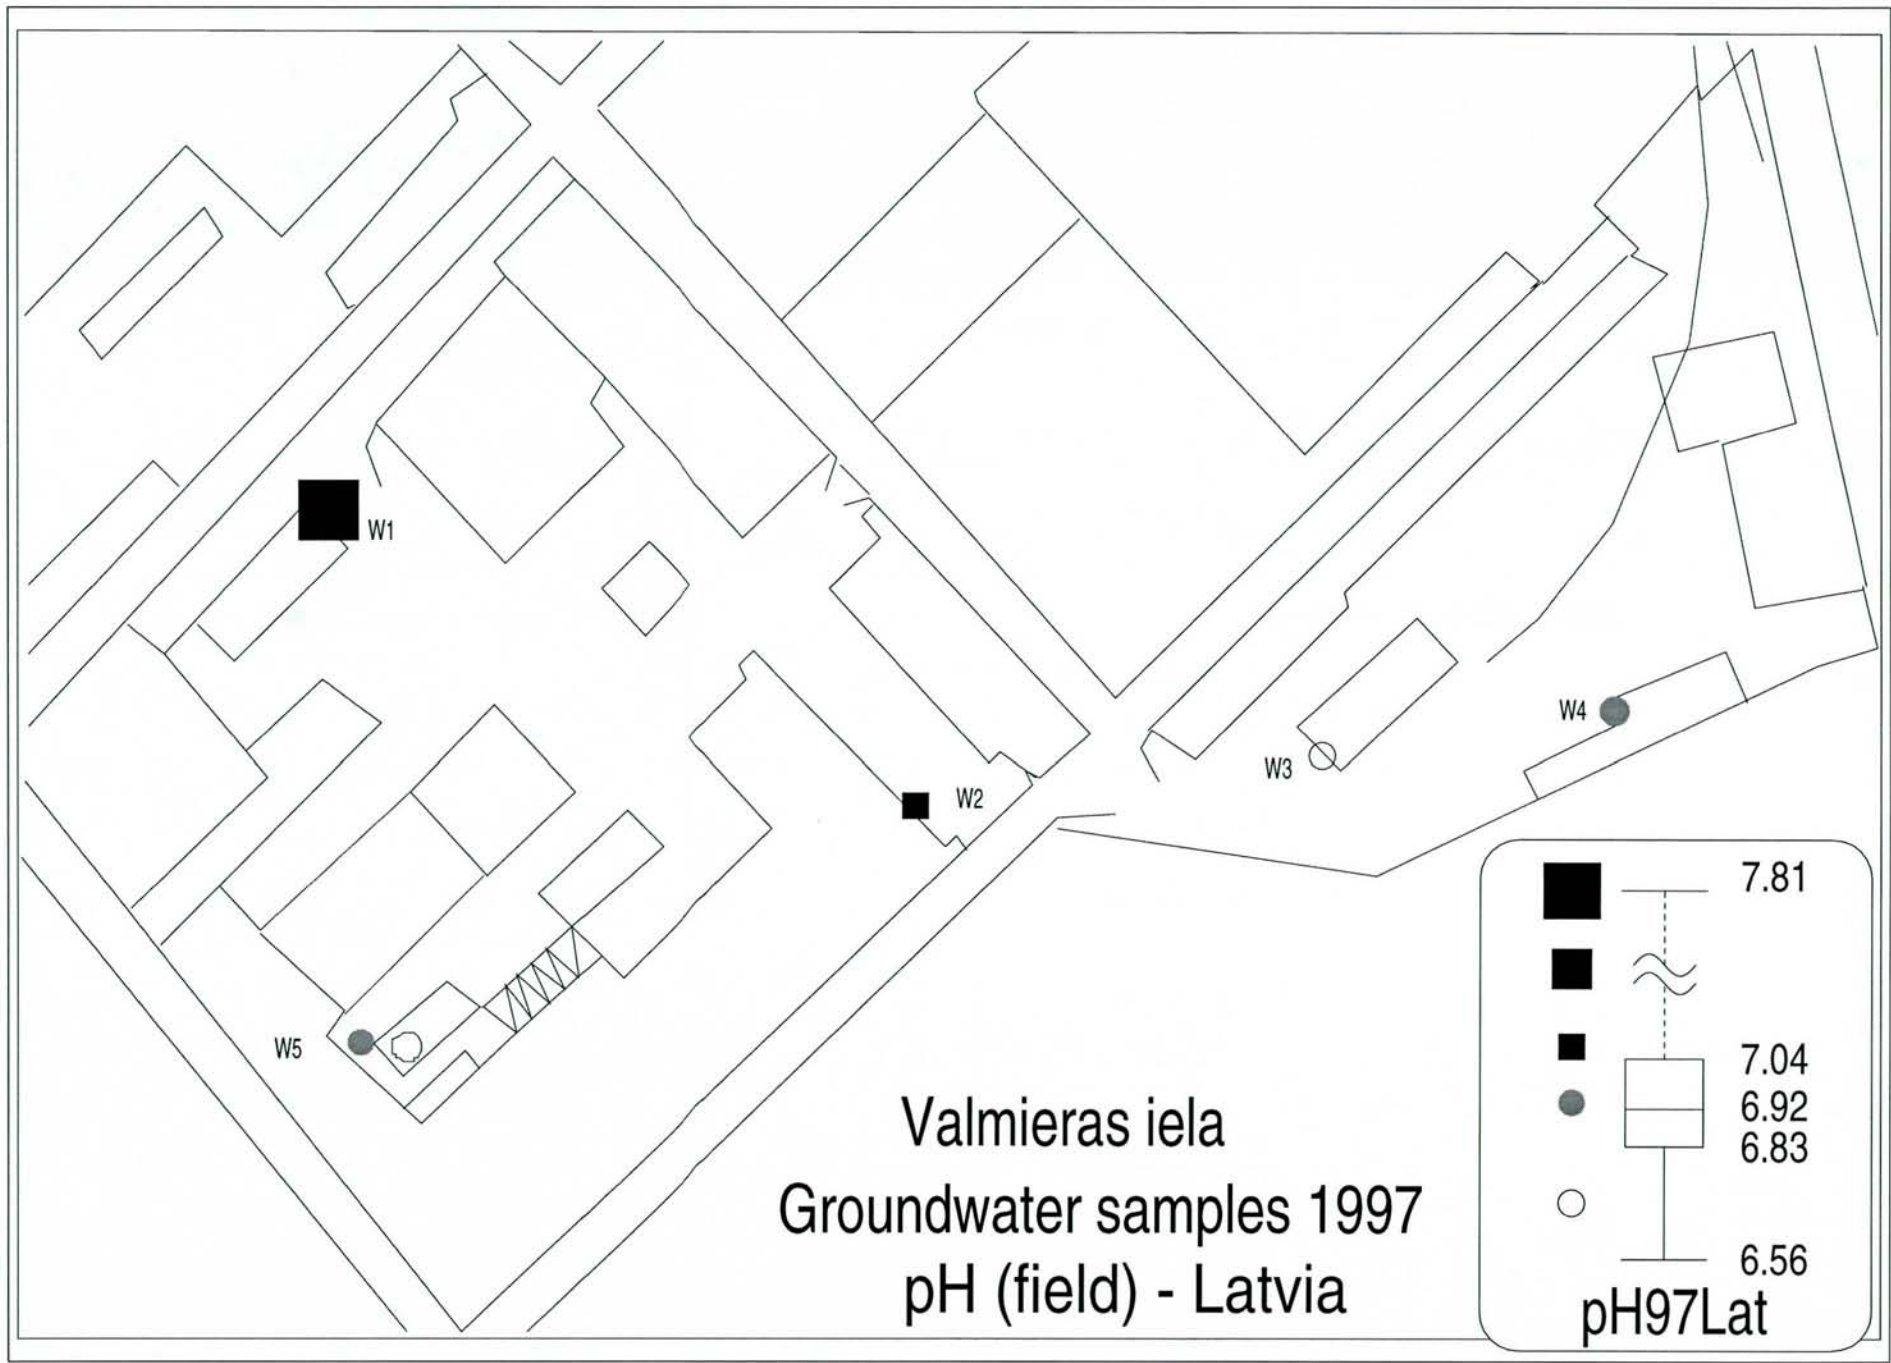 W1
W2
W3
W4
W5
Valmieras iela
Groundwater samples 1997
pH (field) - Latvia
7.81
7.04
6.92
6.83
6.56
pH97Lat